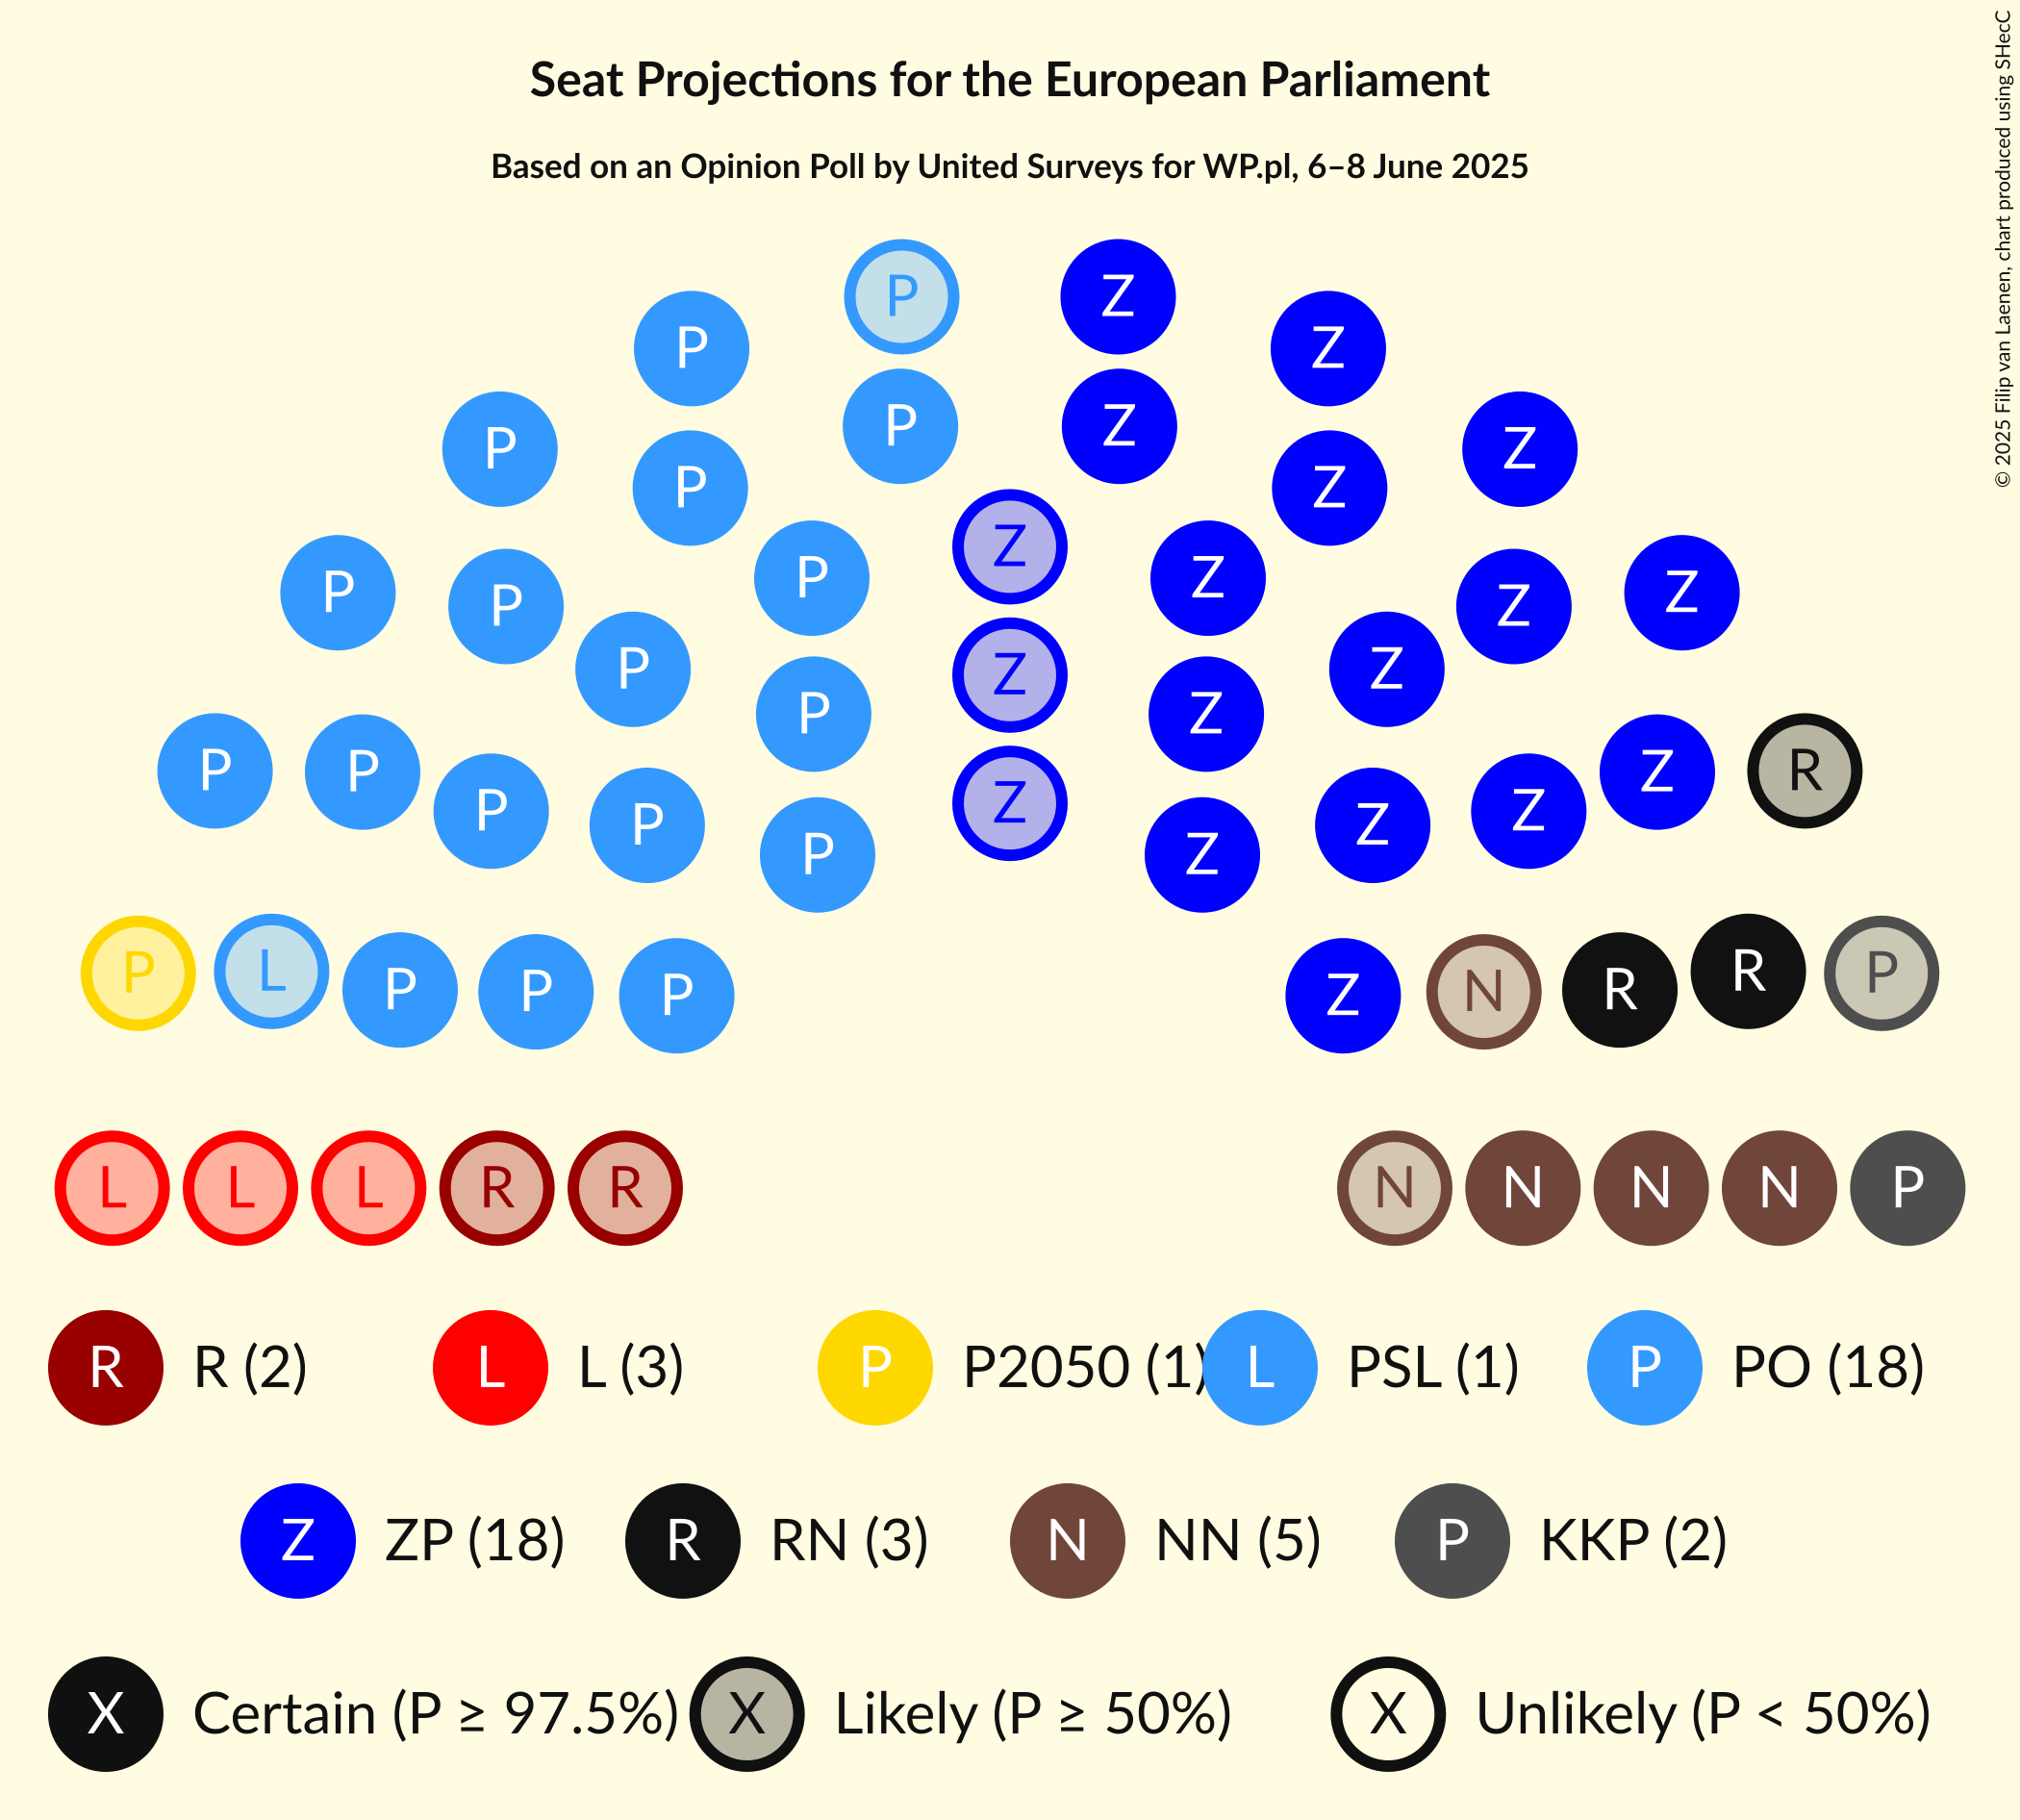 Seat Projections for the European Parliament
Based on an Opinion Poll by United Surveys for WP.pl, 6–8 June 2025
© 2025 Filip van Laenen, chart produced using SHecC
P Z
P Z
P Z
P Z
P Z
P Z
Z
P Z
P Z
P Z
P Z
Z
P Z
P P Z R
P Z
P Z
Z
P Z
P L P P P Z N R R P
L L L R R N N N N P
R R (2) L L (3) P P2050 (1) L PSL (1) P PO (18)
Z ZP (18) R RN (3) N NN (5) P KKP (2)
X Certain (P ≥ 97.5%) X Likely (P ≥ 50%) X Unlikely (P < 50%)